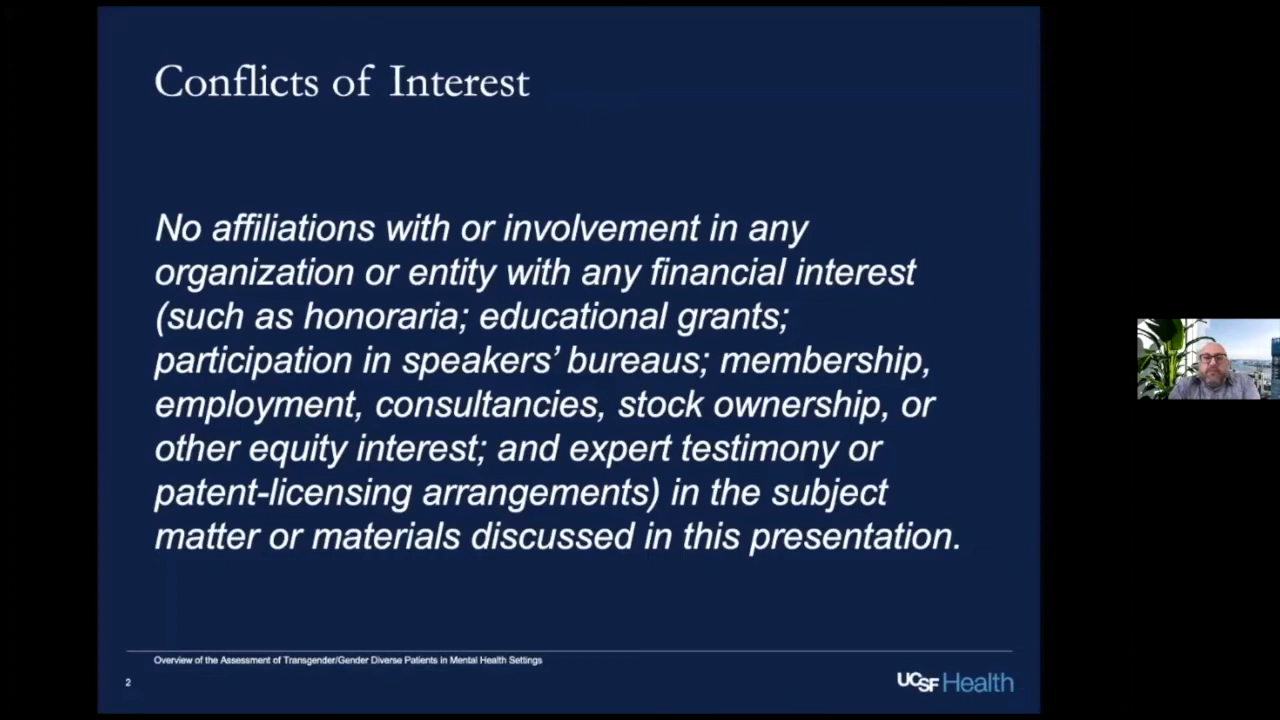 Conflicts of Interest
No affiliations with or involvement in any
organization or entity with any financial interest
(such as honoraria; educational grants;
participation in speakers’ bureaus; membership,
employment, consultancies, stock ownership, or
other equity interest; and expert testimony or
patent-licensing arrangements) in the subject
matter or materials discussed in this presentation.
Overview of the Assessment of Transgender/Gender Diverse Patients in Mental Health Settings
2
UCSF Health